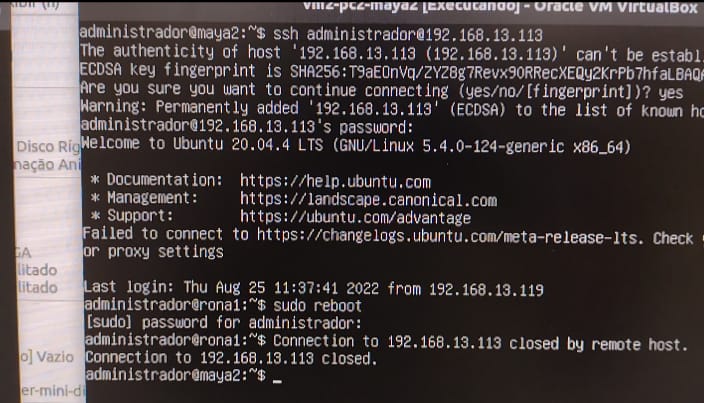 vm2-pc2-maya2 [Executando] - Oracle VM VirtualBox
administrador@maya2:~$ ssh administrador@192.168.13.113
The authenticity of host '192.168.13.113 (192.168.13.113)' can't be establ
ECDSA key fingerprint is
Are you sure you want to continue connecting (yes/no/[fingerprint])? yes
Warning: Permanently added '192.168.13.113' (ECDSA) to the list of known ho
administrador@192.168.13.113's password:
Disco Ríg
Welcome to Ubuntu 20.04.4 LTS (GNU/Linux 5.4.0-124-generic x86_64)
nação Ani
* Documentation: https://help.ubuntu.com
* Management: https://landscape.canonical.com
* Support: https://ubuntu.com/advantage
Failed to connect to https://changelogs.ubuntu.com/meta-release-lts. Check
GA
or proxy settings
litado
litado
Last login: Thu Aug 25 11:37:41 2022 from 192.168.13.119
administrador@rona1:~$ sudo reboot
[sudo] password for administrador:
administrador@rona1:~$ Connection to 192.168.13.113 closed by remote host.
o] Vazio
Connection to 192.168.13.113 closed.
administrador@maya2:~$ _
er-mini-di